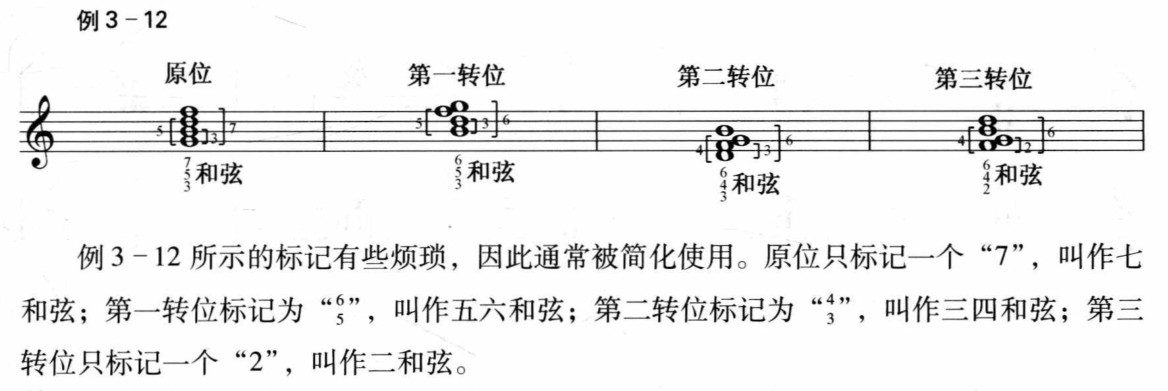 例 3-12
原位 第一转位 第二转位 第三转位
5 3 7 5 3 6 4 3 6 4 2 6
7 5 3 和弦 6 5 3 和弦 6 4 3 和弦 6 4 2 和弦
例 3-12 所示的标记有些烦琐，因此通常被简化使用。原位只标记一个“7”，叫作七
和弦；第一转位标记为“6 5”，叫作五六和弦；第二转位标记为“4 3”，叫作三四和弦；第三
转位只标记一个“2”，叫作二和弦。